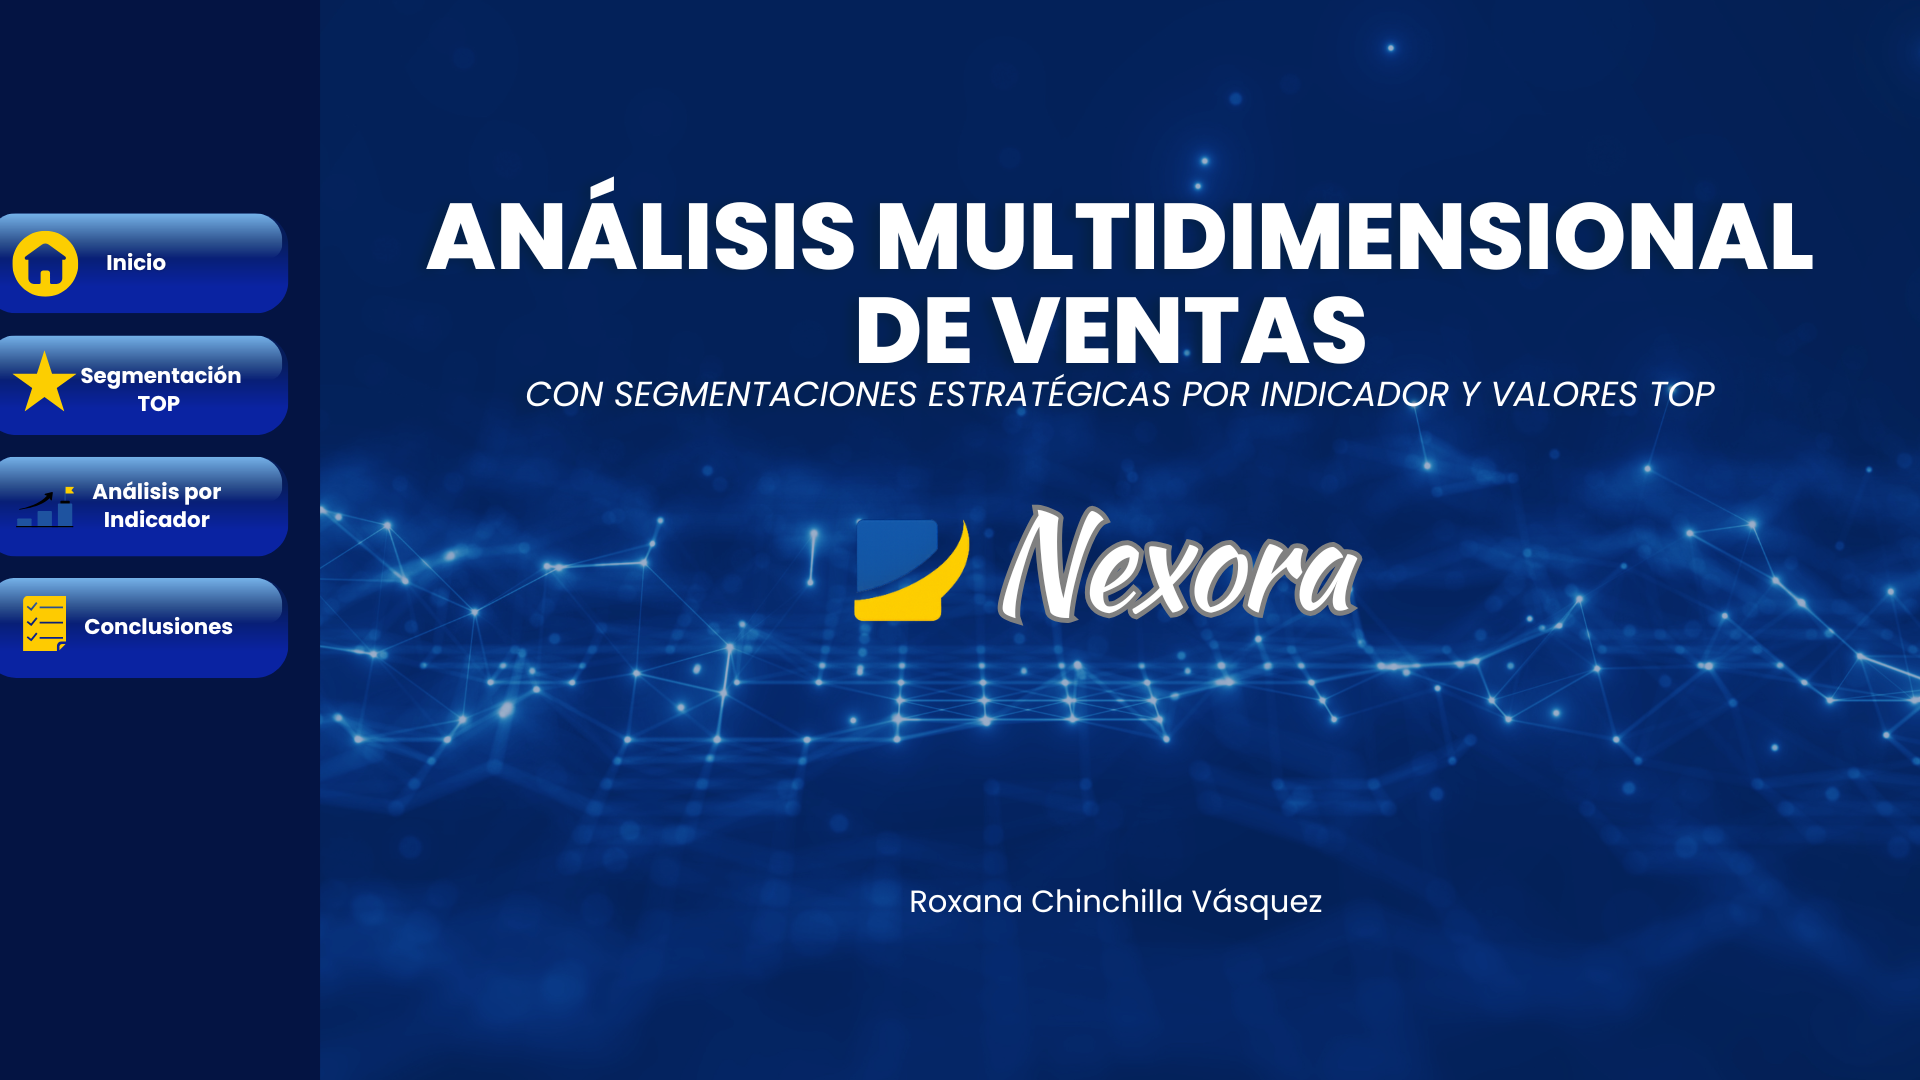 Inicio
Segmentación
TOP
Análisis por
Indicador
Conclusiones
ANÁLISIS MULTIDIMENSIONAL
DE VENTAS
CON SEGMENTACIONES ESTRATÉGICAS POR INDICADOR Y VALORES TOP
Nexora
Roxana Chinchilla Vásquez